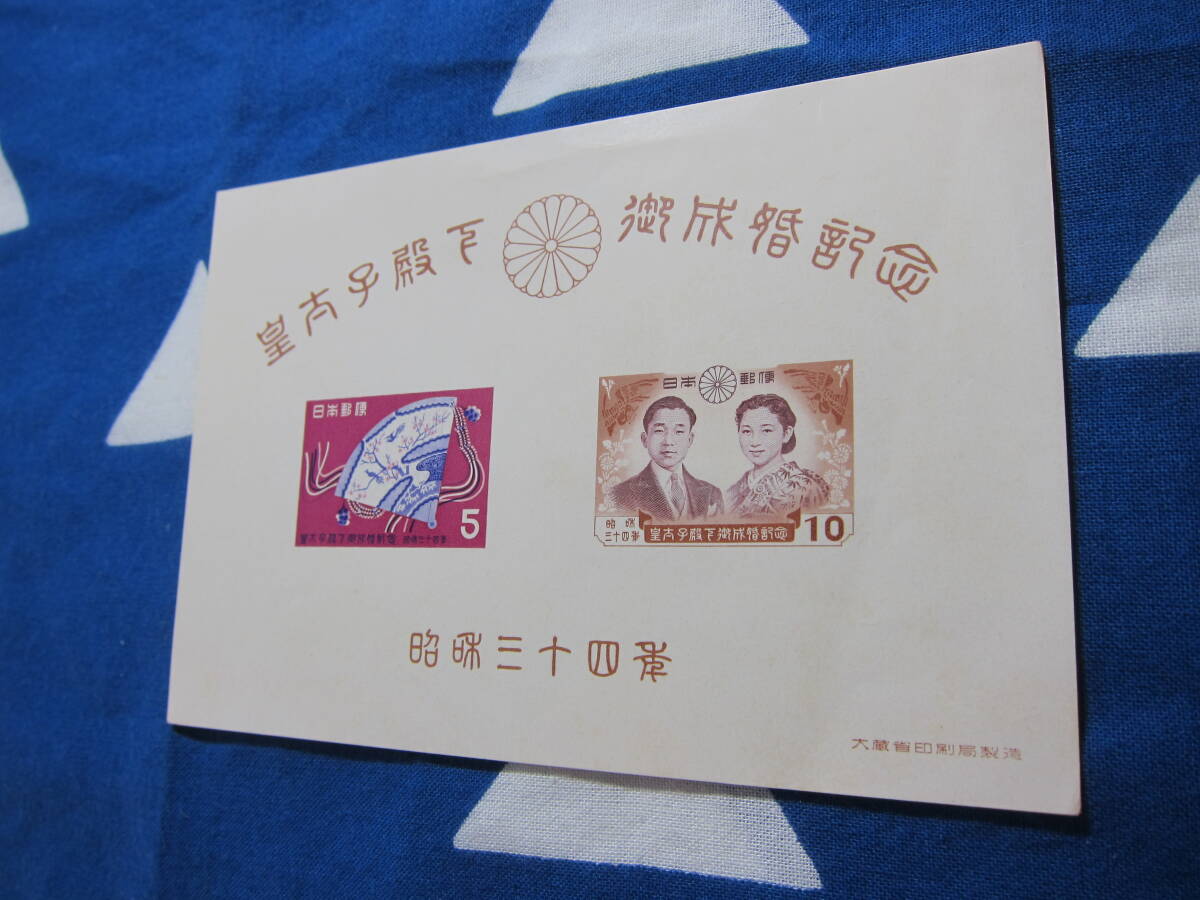 皇太子殿下 御成婚記念
日本郵便
5
皇太子殿下御成婚記念 昭和三十四年
日本郵便
昭和
三十四年
皇太子殿下御成婚記念
10
昭和三十四年
大蔵省印刷局製造